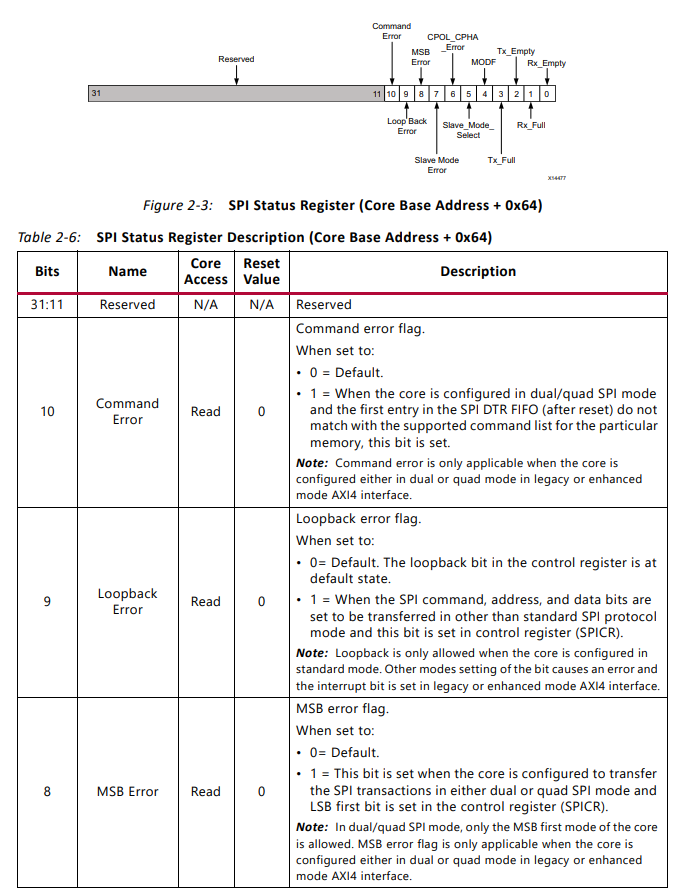 Command
Error
CPOL_CPHA
_Error
MSB
Error
Tx_Empty
Reserved
MODF
Rx_Empty
31
11 10 9 8 7 6 5 4 3 2 1 0
Loop Back
Error
Slave_Mode_
Select
Rx_Full
Slave Mode
Error
Tx_Full
X14477
Figure 2-3: SPI Status Register (Core Base Address + 0x64)
Table 2-6: SPI Status Register Description (Core Base Address + 0x64)
Bits Name Core Access Reset Value Description
31:11 Reserved N/A N/A Reserved
Command error flag.
When set to:
• 0 = Default.
• 1 = When the core is configured in dual/quad SPI mode
and the first entry in the SPI DTR FIFO (after reset) do not
match with the supported command list for the particular
memory, this bit is set.
10 Command Error Read 0
Note: Command error is only applicable when the core is
configured either in dual or quad mode in legacy or enhanced
mode AXI4 interface.
Loopback error flag.
When set to:
• 0= Default. The loopback bit in the control register is at
default state.
9 Loopback Error Read 0
• 1 = When the SPI command, address, and data bits are
set to be transferred in other than standard SPI protocol
mode and this bit is set in control register (SPICR).
Note: Loopback is only allowed when the core is configured in
standard mode. Other modes setting of the bit causes an error and
the interrupt bit is set in legacy or enhanced mode AXI4 interface.
MSB error flag.
When set to:
• 0= Default.
• 1 = This bit is set when the core is configured to transfer
the SPI transactions in either dual or quad SPI mode and
LSB first bit is set in the control register (SPICR).
8 MSB Error Read 0
Note: In dual/quad SPI mode, only the MSB first mode of the core
is allowed. MSB error flag is only applicable when the core is
configured either in dual or quad mode in legacy or enhanced
mode AXI4 interface.